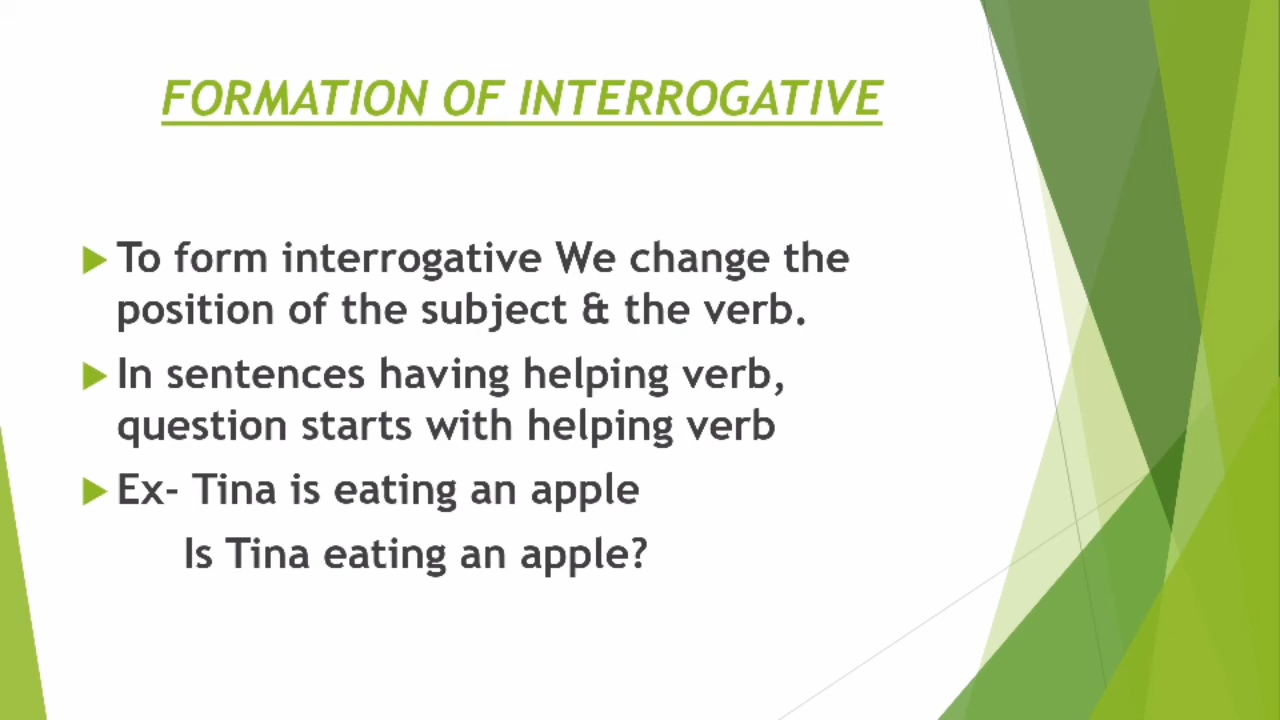 FORMATION OF INTERROGATIVE
To form interrogative We change the
position of the subject & the verb.
In sentences having helping verb,
question starts with helping verb
Ex- Tina is eating an apple
Is Tina eating an apple?